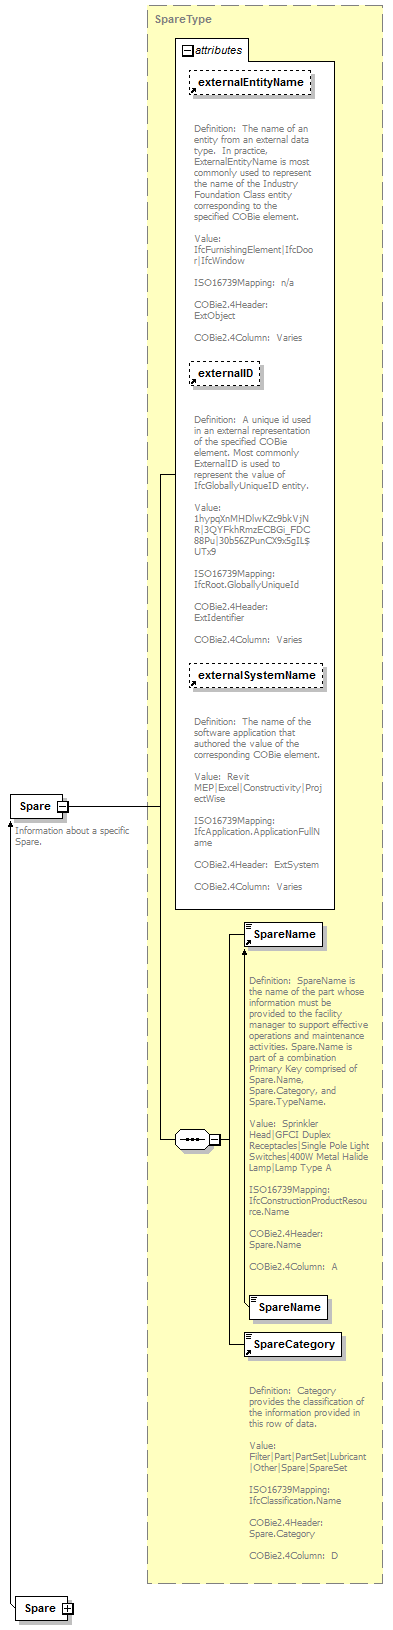 SpareType
attributes
externalEntityName
Definition:  The name of an
entity from an external data
type.  In practice,
ExternalEntityName is most
commonly used to represent
the name of the Industry
Foundation Class entity
corresponding to the
specified COBie element.
Value:
IfcFurnishingElement|IfcDoo
r|IfcWindow
ISO16739Mapping:  n/a
COBie2.4Header:
ExtObject
COBie2.4Column:  Varies
externalID
Definition:  A unique id used
in an external representation
of the specified COBie
element. Most commonly
ExternalID is used to
represent the value of
IfcGloballyUniqueID entity.
Value:
1hypqXnMHDlwKZc9bkVjN
R|3QYFkhRmzECBGi_FDC
88Pu|30b56ZPunCX9x5gIL$
UTx9
ISO16739Mapping:
IfcRoot.GloballyUniqueId
COBie2.4Header:
ExtIdentifier
COBie2.4Column:  Varies
externalSystemName
Definition:  The name of the
software application that
authored the value of the
corresponding COBie element.
Value:  Revit
MEP|Excel|Constructivity|Proj
ectWise
ISO16739Mapping:
IfcApplication.ApplicationFullN
ame
COBie2.4Header:  ExtSystem
COBie2.4Column:  Varies
Spare
Information about a specific
Spare.
SpareName
Definition:  SpareName is
the name of the part whose
information must be
provided to the facility
manager to support effective
operations and maintenance
activities. Spare.Name is
part of a combination
Primary Key comprised of
Spare.Name,
Spare.Category, and
Spare.TypeName.
Value:  Sprinkler
Head|GFCI Duplex
Receptacles|Single Pole Light
Switches|400W Metal Halide
Lamp|Lamp Type A
ISO16739Mapping:
IfcConstructionProductResou
rce.Name
COBie2.4Header:
Spare.Name
COBie2.4Column:  A
SpareName
SpareCategory
Definition:  Category
provides the classification of
the information provided in
this row of data.
Value:
Filter|Part|PartSet|Lubricant
|Other|Spare|SpareSet
ISO16739Mapping:
IfcClassification.Name
COBie2.4Header:
Spare.Category
COBie2.4Column:  D
Spare